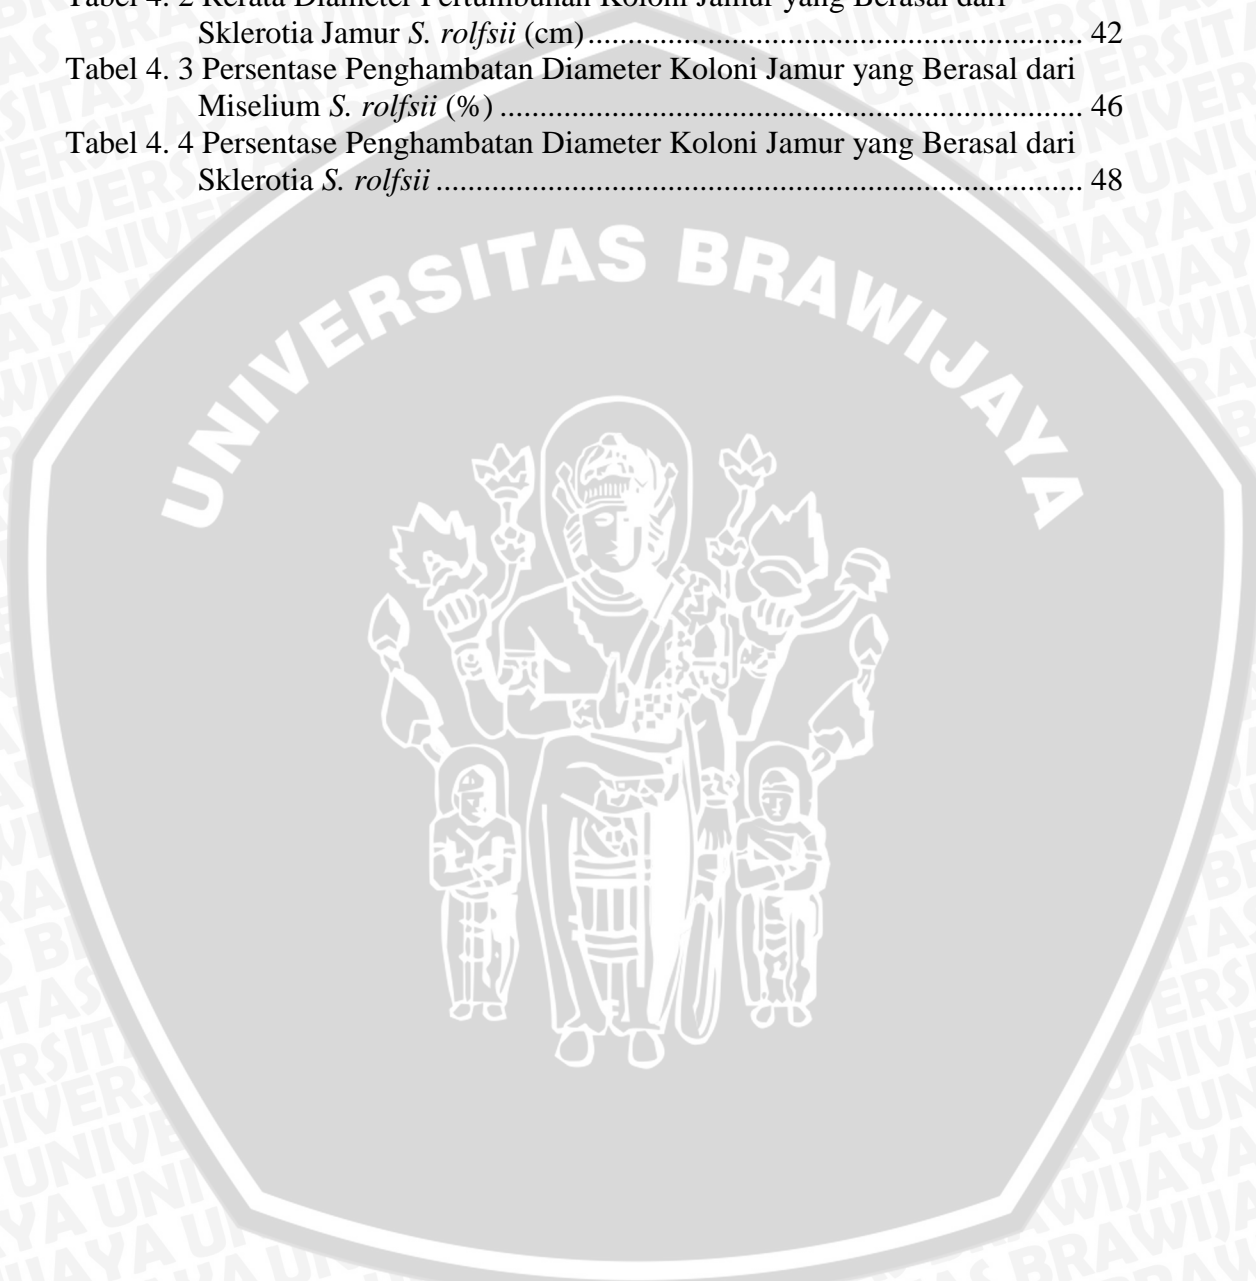 Tabel 4. 2 Rerata Diameter Pertumbuhan Koloni Jamur yang Berasal dari
Sklerotia Jamur S. rolfsii (cm)............................................................. 42
Tabel 4. 3 Persentase Penghambatan Diameter Koloni Jamur yang Berasal dari
Miselium S. rolfsii (%) ........................................................................ 46
Tabel 4. 4 Persentase Penghambatan Diameter Koloni Jamur yang Berasal dari
Sklerotia S. rolfsii ................................................................................ 48
UNIVERSITAS BRAWIJAYA